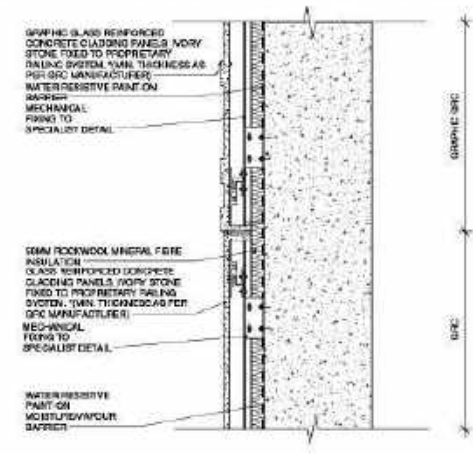 GRAPHIC GLASS REINFORCED
CONCRETE CLADDING PANELS, IVORY
STONE FIXED TO PROPRIETARY
RAILING SYSTEM. *(MIN. THICKNESS AS
PER GRC MANUFACTURER)
WATER RESISTIVE PAINT-ON
BARRIER
MECHANICAL
FIXING TO
SPECIALIST DETAIL
50MM ROCKWOOL MINERAL FIBRE
INSULATION
GLASS REINFORCED CONCRETE
CLADDING PANELS, IVORY STONE
FIXED TO PROPRIETARY RAILING
SYSTEM. *(MIN. THICKNESS AS PER
GRC MANUFACTURER)
MECHANICAL
FIXING TO
SPECIALIST DETAIL
WATER RESISTIVE
PAINT-ON
MOISTURE/VAPOUR
BARRIER
GRAPHIC GRC
GRC